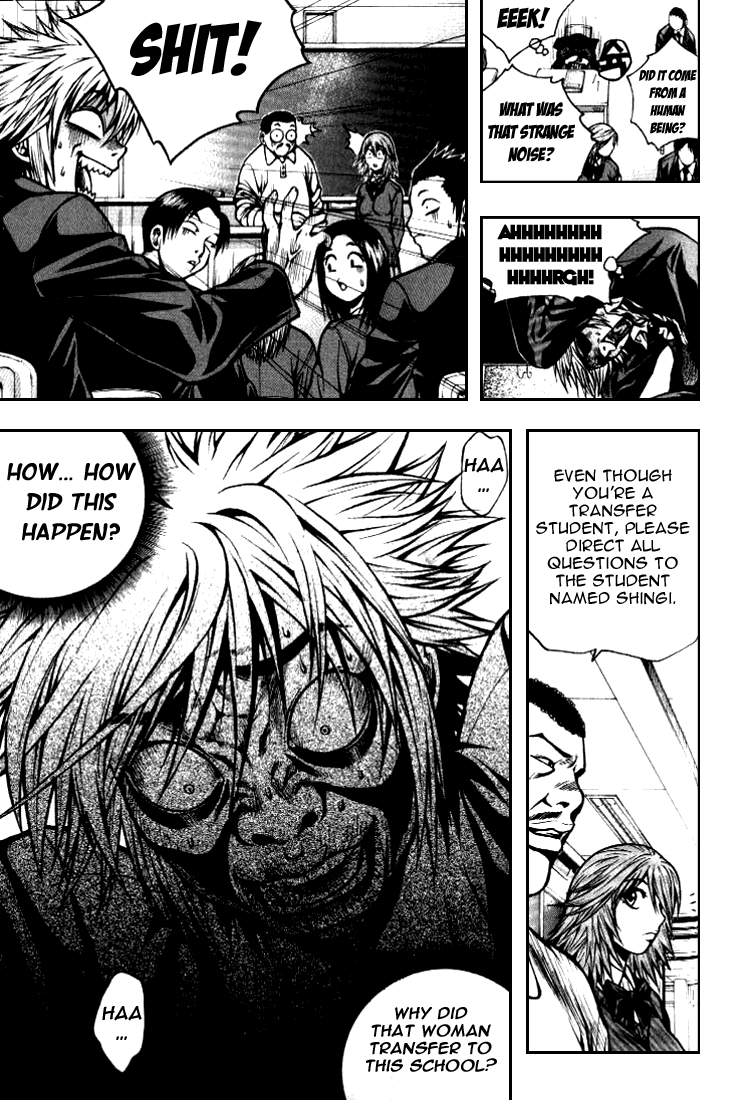 EEEK!
DID IT COME
FROM A
HUMAN
BEING?
WHAT WAS
THAT STRANGE
NOISE?
SHIT!
AHHHHHHHH
HHHHHHHHH
HHHHRGH!
EVEN THOUGH
YOU'RE A
TRANSFER
STUDENT, PLEASE
DIRECT ALL
QUESTIONS TO
THE STUDENT
NAMED SHINGI.
HAA
...
HOW... HOW
DID THIS
HAPPEN?
HAA
...
WHY DID
THAT WOMAN
TRANSFER TO
THIS SCHOOL?